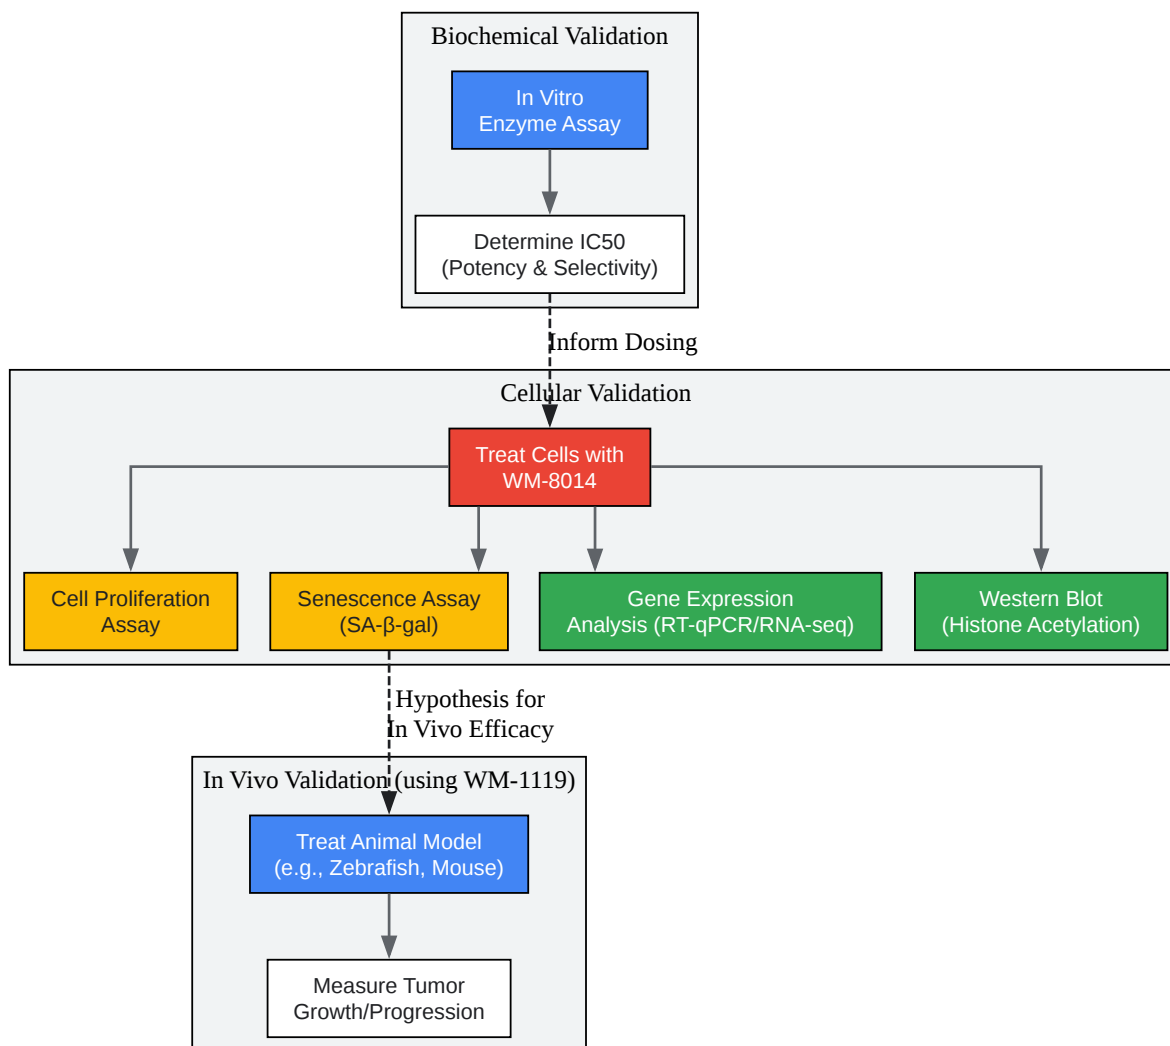 Biochemical Validation
In Vitro
Enzyme Assay
Determine IC50
(Potency & Selectivity)
Inform Dosing
Cellular Validation
Treat Cells with
WM-8014
Cell Proliferation
Assay
Senescence Assay
(SA-β-gal)
Gene Expression
Analysis (RT-qPCR/RNA-seq)
Western Blot
(Histone Acetylation)
Hypothesis for
In Vivo Efficacy
In Vivo Validation (using WM-1119)
Treat Animal Model
(e.g., Zebrafish, Mouse)
Measure Tumor
Growth/Progression